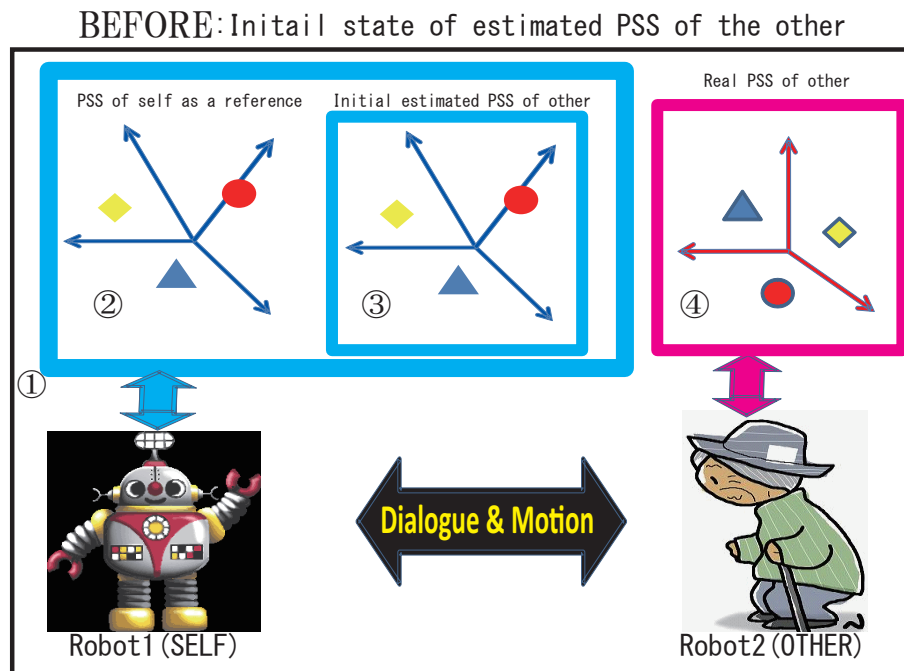 BEFORE:Initail state of estimated PSS of the other
PSS of self as a reference
Initial estimated PSS of other
Real PSS of other
②
③
④
①
Dialogue & Motion
Robot1(SELF)
Robot2(OTHER)